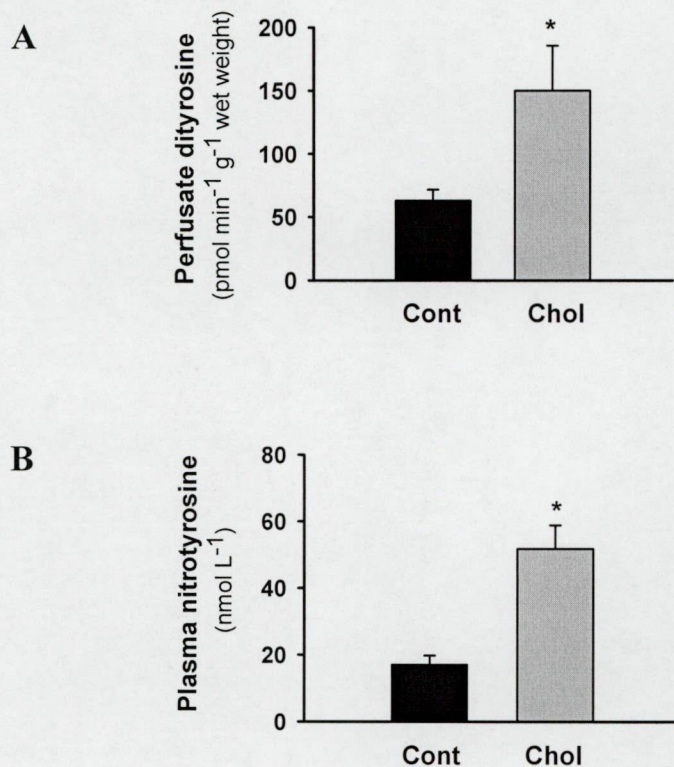 A
Perfusate dityrosine
(pmol min⁻¹ g⁻¹ wet weight)
200
150
100
50
0
*
Cont Chol
B
Plasma nitrotyrosine
(nmol L⁻¹)
80
60
40
20
0
*
Cont Chol